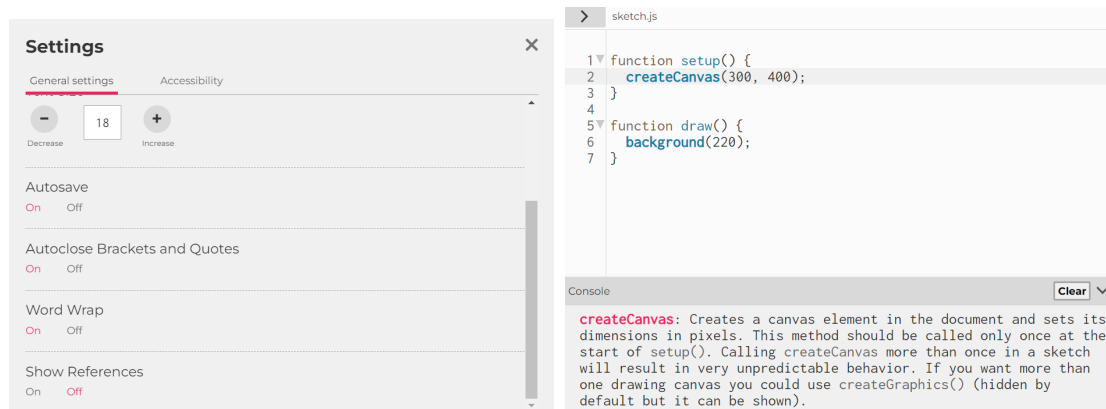 Settings
General settings
Accessibility
18
Decrease
Increase
Autosave
On Off
Autoclose Brackets and Quotes
On Off
Word Wrap
On Off
Show References
On Off
sketch.js
1 function setup() {
2   createCanvas(300, 400);
3 }
4
5 function draw() {
6   background(220);
7 }
Console
Clear
createCanvas: Creates a canvas element in the document and sets its
dimensions in pixels. This method should be called only once at the
start of setup(). Calling createCanvas more than once in a sketch
will result in very unpredictable behavior. If you want more than
one drawing canvas you could use createGraphics() (hidden by
default but it can be shown).